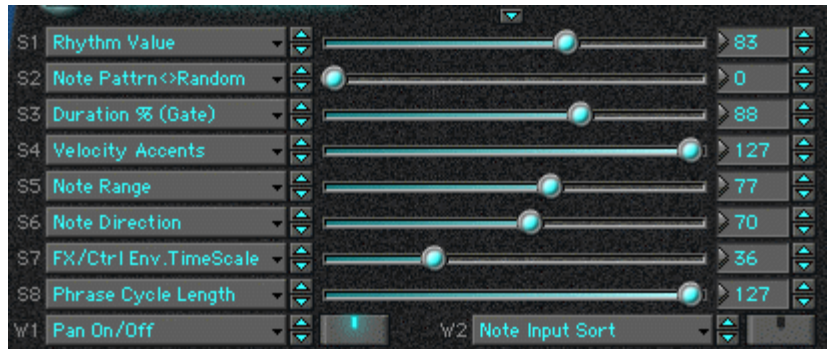 S1 Rhythm Value 83
S2 Note Pattrn<>Random 0
S3 Duration % (Gate) 88
S4 Velocity Accents 127
S5 Note Range 77
S6 Note Direction 70
S7 FX/Ctrl Env.TimeScale 36
S8 Phrase Cycle Length 127
W1 Pan On/Off W2 Note Input Sort